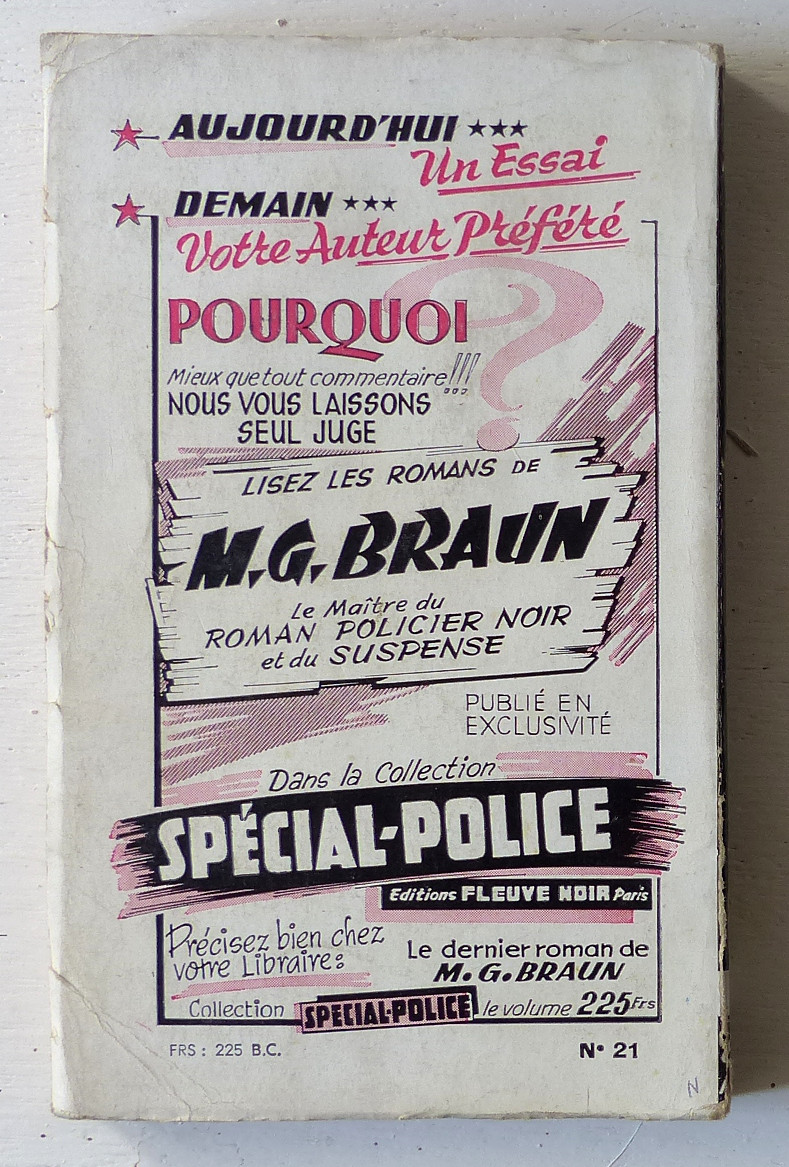 AUJOURD'HUI ★★★
Un Essai
DEMAIN ★★★
Votre Auteur Préféré
POURQUOI ?
Mieux que tout commentaire!!!
NOUS VOUS LAISSONS
SEUL JUGE
LISEZ LES ROMANS DE
M.G. BRAUN
Le Maître du
ROMAN POLICIER NOIR
et du SUSPENSE
PUBLIÉ EN
EXCLUSIVITÉ
Dans la Collection
SPÉCIAL-POLICE
Editions FLEUVE NOIR Paris
Précisez bien chez
votre Libraire:
Le dernier roman de
M.G. BRAUN
Collection SPECIAL-POLICE le volume 225 Frs
FRS : 225 B.C.
N° 21
N